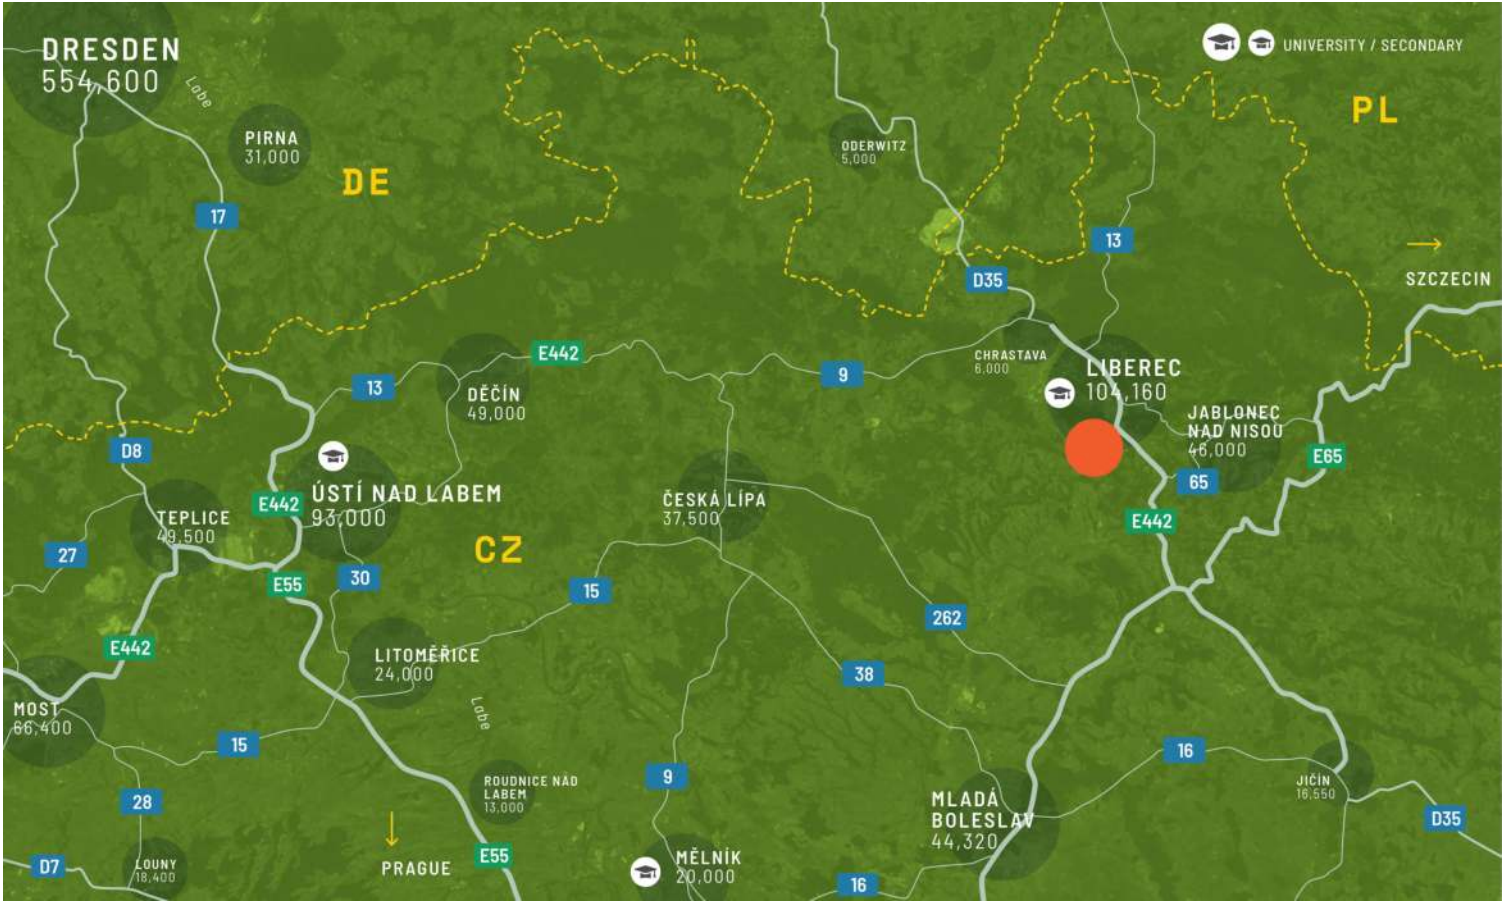 DRESDEN
554,600
Labe
UNIVERSITY / SECONDARY
PL
PIRNA
31,000
ODERWITZ
5,000
DE
17
13
D35
SZCZECIN
E442
CHRASTAVA
6,000
9
LIBEREC
104,160
13
DĚČÍN
49,000
JABLONEC
NAD NISOU
46,000
D8
E65
65
ÚSTÍ NAD LABEM
93,000
E442
ČESKÁ LÍPA
37,500
E442
TEPLICE
49,500
CZ
27
E55
30
15
262
E442
LITOMĚŘICE
24,000
38
Labe
MOST
66,400
15
16
9
ROUDNICE NAD
LABEM
13,000
JIČÍN
16,550
28
MLADÁ
BOLESLAV
44,320
D35
PRAGUE
E55
MĚLNÍK
20,000
D7
LOUNY
18,400
16